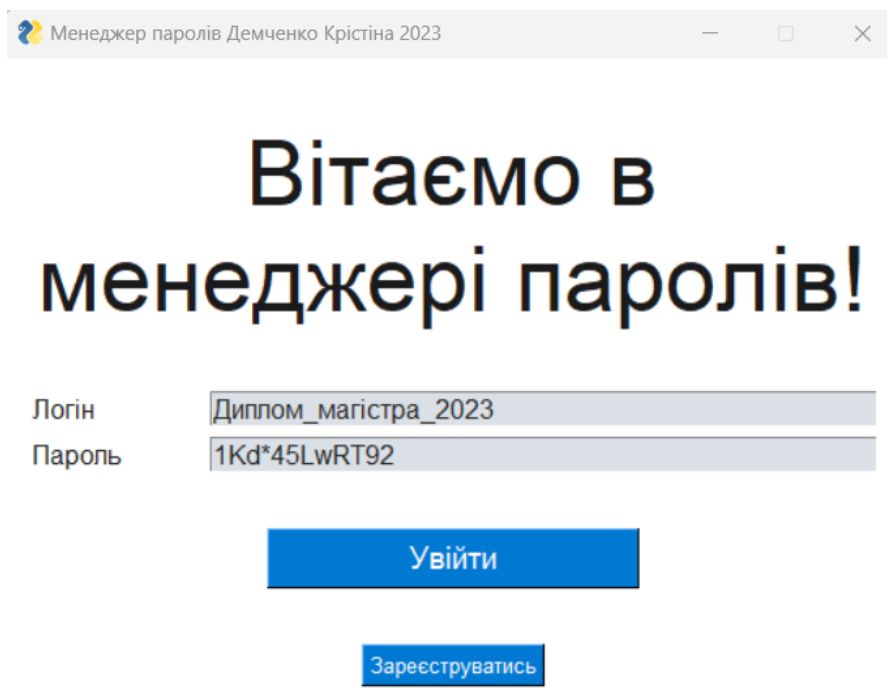 Менеджер паролів Демченко Крістіна 2023
Вітаємо в
менеджері паролів!
Логін Диплом_магістра_2023
Пароль 1Kd*45LwRT92
Увійти
Зареєструватись